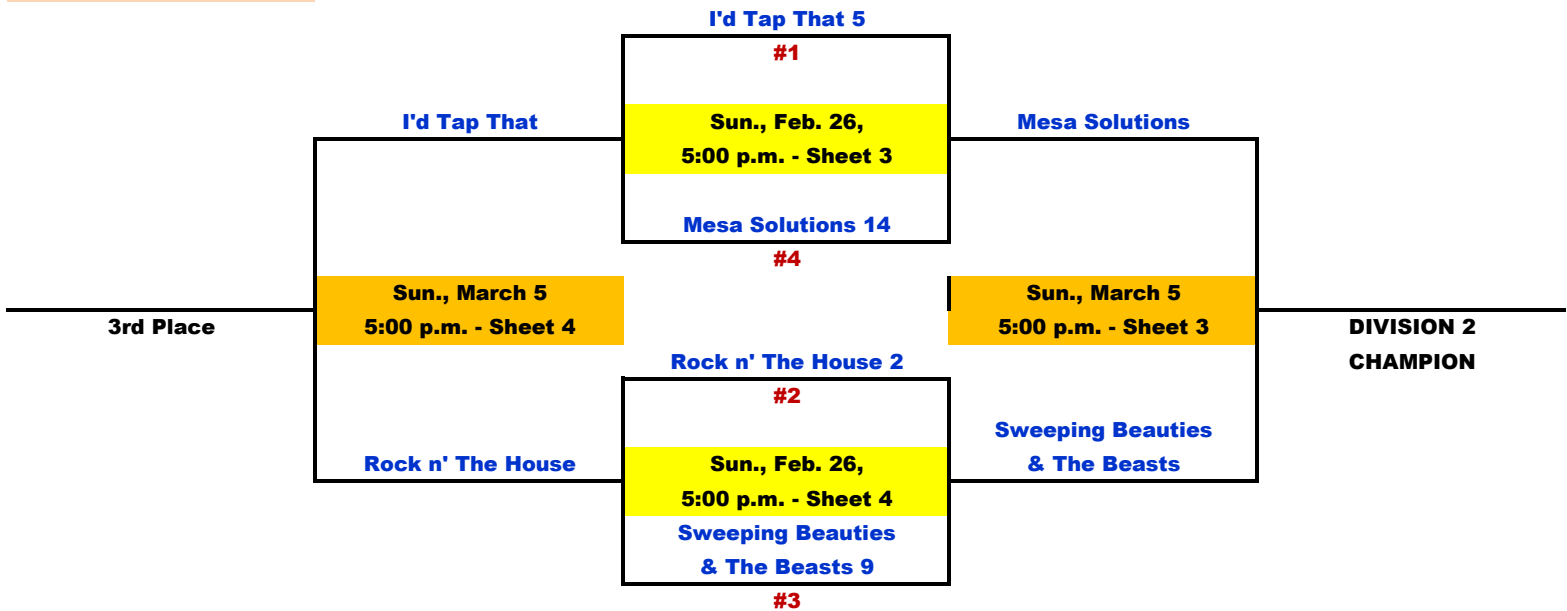 I'd Tap That 5
#1
I'd Tap That
Sun., Feb. 26,
5:00 p.m. - Sheet 3
Mesa Solutions
Mesa Solutions 14
#4
Sun., March 5
5:00 p.m. - Sheet 4
3rd Place
Sun., March 5
5:00 p.m. - Sheet 3
DIVISION 2
CHAMPION
Rock n' The House 2
#2
Rock n' The House
Sun., Feb. 26,
5:00 p.m. - Sheet 4
Sweeping Beauties
& The Beasts
Sweeping Beauties
& The Beasts 9
#3